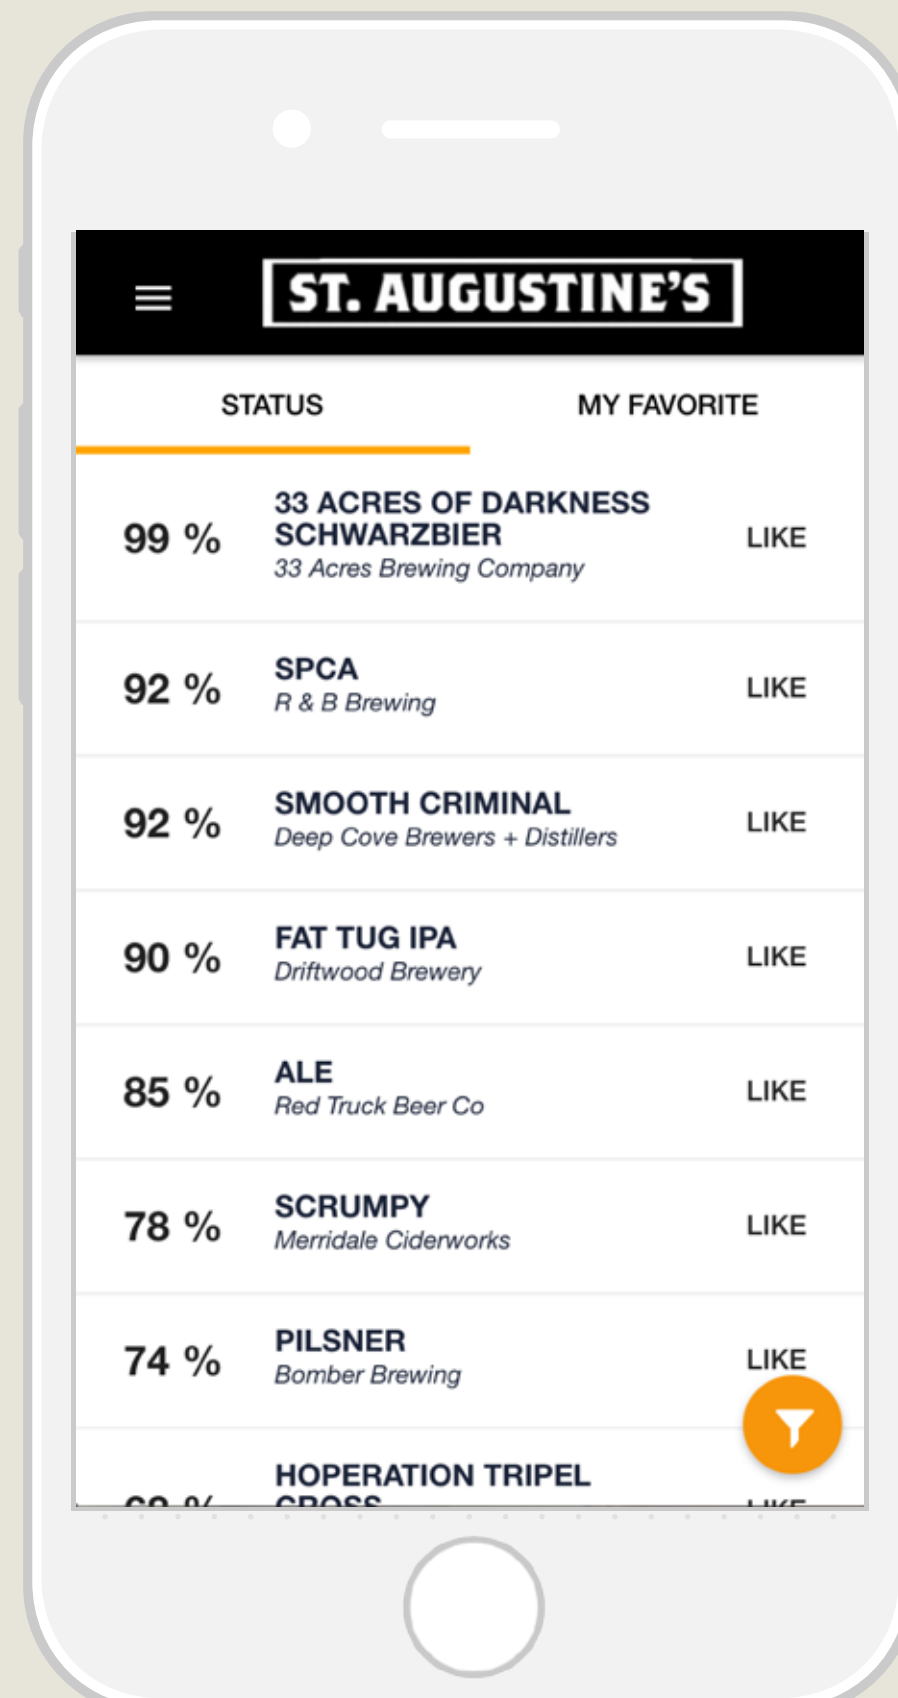 ST. AUGUSTINE'S
STATUS MY FAVORITE
99 % 33 ACRES OF DARKNESS
SCHWARZBIER LIKE
33 Acres Brewing Company
92 % SPCA LIKE
R & B Brewing
92 % SMOOTH CRIMINAL LIKE
Deep Cove Brewers + Distillers
90 % FAT TUG IPA LIKE
Driftwood Brewery
85 % ALE LIKE
Red Truck Beer Co
78 % SCRUMPY LIKE
Merridale Ciderworks
74 % PILSNER LIKE
Bomber Brewing
HOPERATION TRIPEL
CROSS LIKE